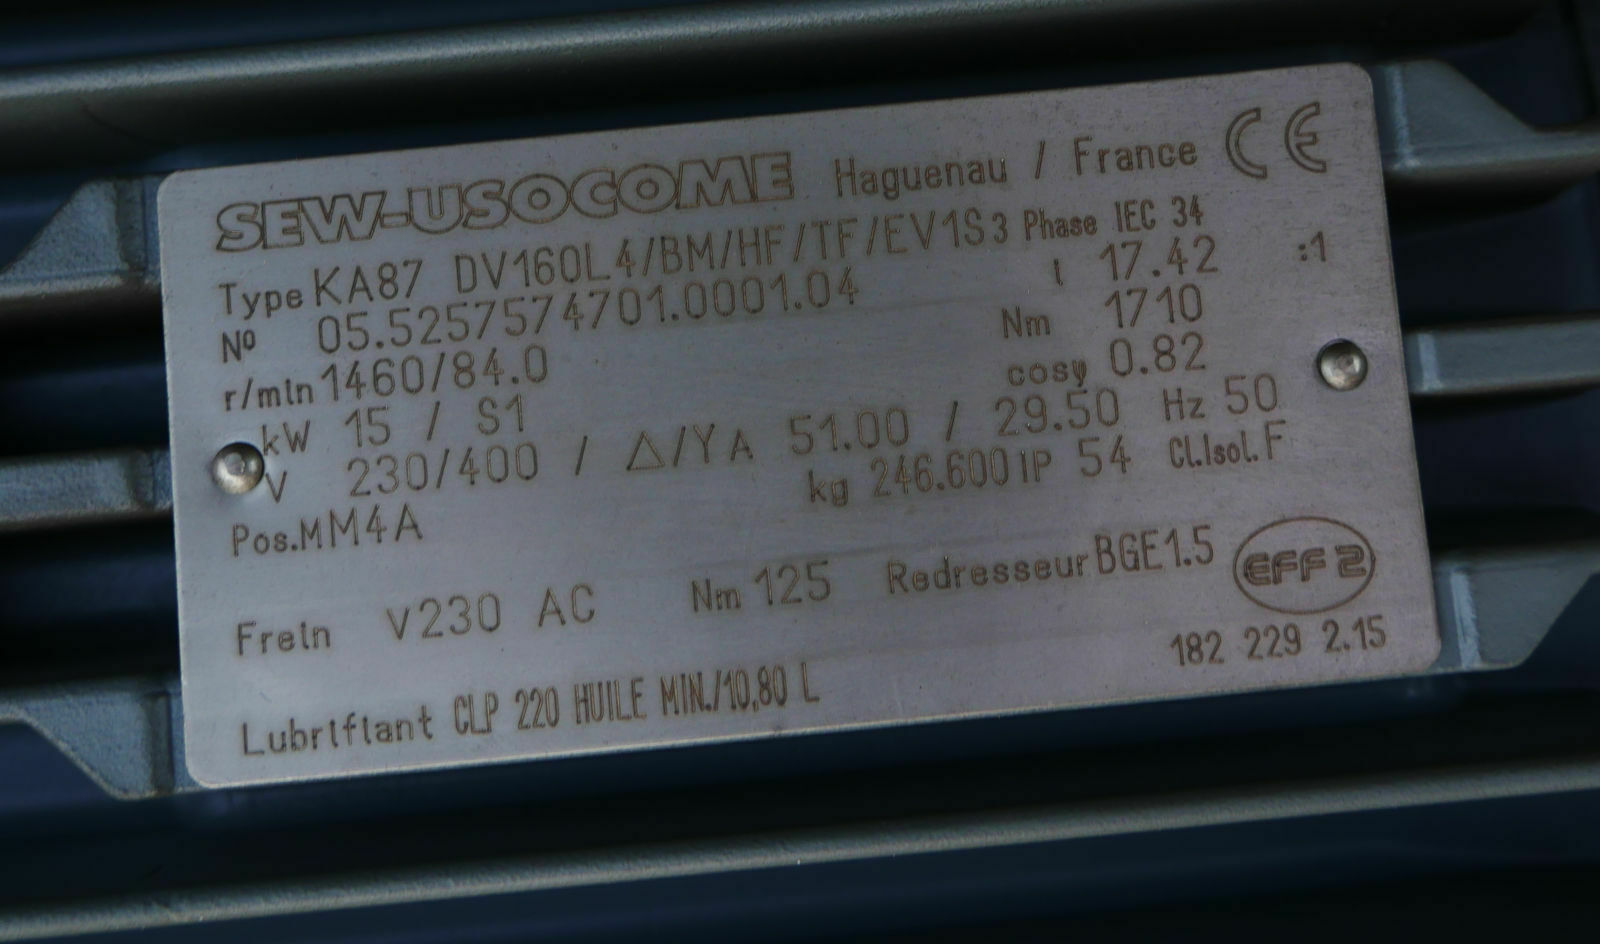 SEW-USOCOME Haguenau / France CE
Type KA87 DV160L4/BM/HF/TF/EV1S 3 Phase IEC 34
Nº 05.5257574701.0001.04 i 17.42 :1
r/min 1460/84.0 Nm 1710
kW 15 / S1 cosφ 0.82
V 230/400 / △/Y A 51.00 / 29.50 Hz 50
Pos. MM4A kg 246.600 IP 54 Cl.Isol. F
Frein V230 AC Nm 125 Redresseur BGE1.5 EFF 2
Lubrifiant CLP 220 HUILE MIN./10,80 L 182 229 2.15